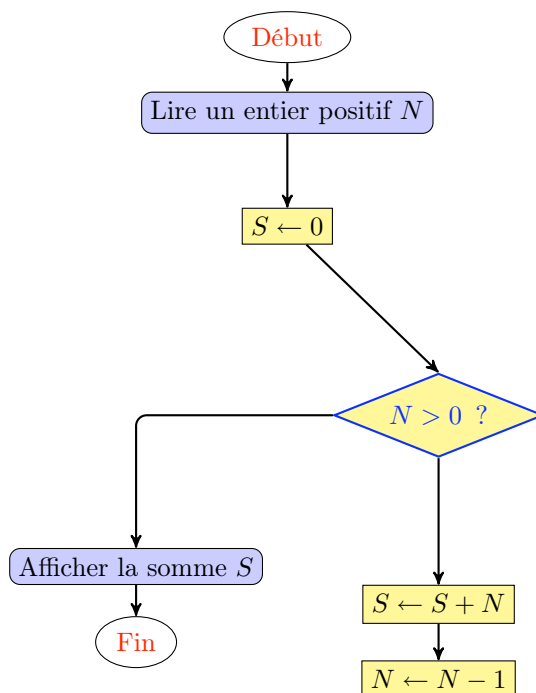 Début
Lire un entier positif N
S ← 0
N > 0 ?
Afficher la somme S
S ← S + N
Fin
N ← N − 1